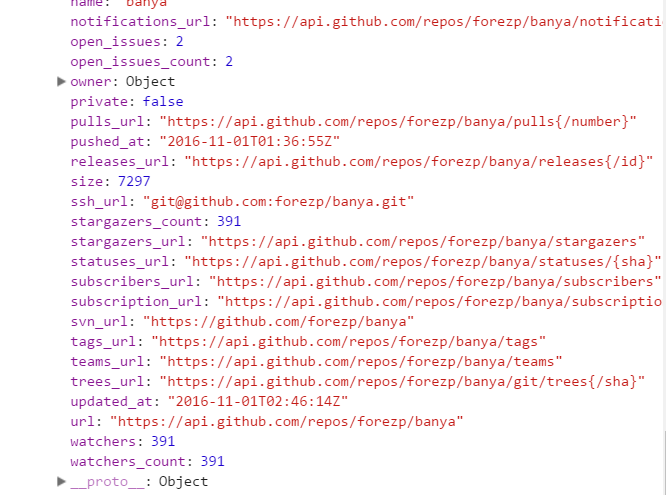 name: "banya"
notifications_url: "https://api.github.com/repos/forezp/banya/notificati
open_issues: 2
open_issues_count: 2
▶ owner: Object
private: false
pulls_url: "https://api.github.com/repos/forezp/banya/pulls{/number}"
pushed_at: "2016-11-01T01:36:55Z"
releases_url: "https://api.github.com/repos/forezp/banya/releases{/id}"
size: 7297
ssh_url: "git@github.com:forezp/banya.git"
stargazers_count: 391
stargazers_url: "https://api.github.com/repos/forezp/banya/stargazers"
statuses_url: "https://api.github.com/repos/forezp/banya/statuses/{sha}"
subscribers_url: "https://api.github.com/repos/forezp/banya/subscribers"
subscription_url: "https://api.github.com/repos/forezp/banya/subscriptio
svn_url: "https://github.com/forezp/banya"
tags_url: "https://api.github.com/repos/forezp/banya/tags"
teams_url: "https://api.github.com/repos/forezp/banya/teams"
trees_url: "https://api.github.com/repos/forezp/banya/git/trees{/sha}"
updated_at: "2016-11-01T02:46:14Z"
url: "https://api.github.com/repos/forezp/banya"
watchers: 391
watchers_count: 391
▶ __proto__: Object